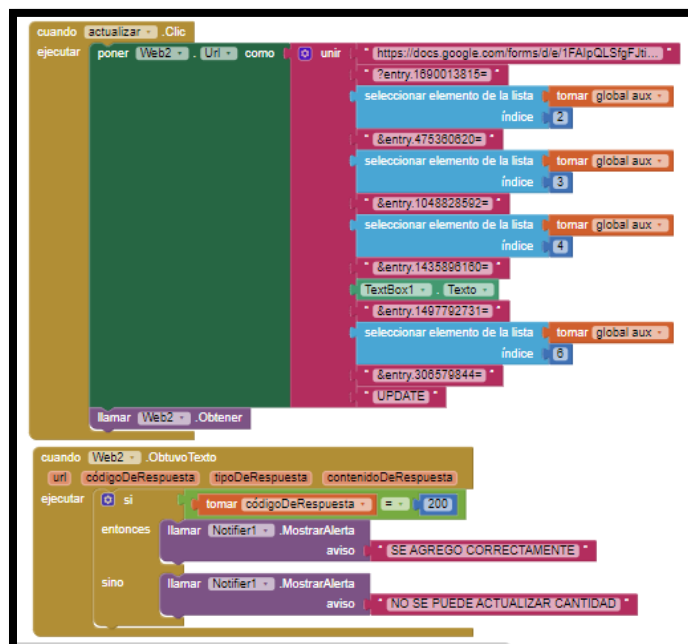 cuando actualizar .Clic
ejecutar poner Web2 . Url como unir " https://docs.google.com/forms/d/e/1FAIpQLSfgFJti... "
" ?entry.1690013815= "
seleccionar elemento de la lista tomar global aux
índice 2
" &entry.475360620= "
seleccionar elemento de la lista tomar global aux
índice 3
" &entry.1048828592= "
seleccionar elemento de la lista tomar global aux
índice 4
" &entry.1435896160= "
TextBox1 . Texto
" &entry.1497792731= "
seleccionar elemento de la lista tomar global aux
índice 6
" &entry.306579844= "
" UPDATE "
llamar Web2 .Obtener
cuando Web2 .ObtuvoTexto
url códigoDeRespuesta tipoDeRespuesta contenidoDeRespuesta
ejecutar si tomar códigoDeRespuesta = 200
entonces llamar Notifier1 .MostrarAlerta
aviso " SE AGREGO CORRECTAMENTE "
sino llamar Notifier1 .MostrarAlerta
aviso " NO SE PUEDE ACTUALIZAR CANTIDAD "